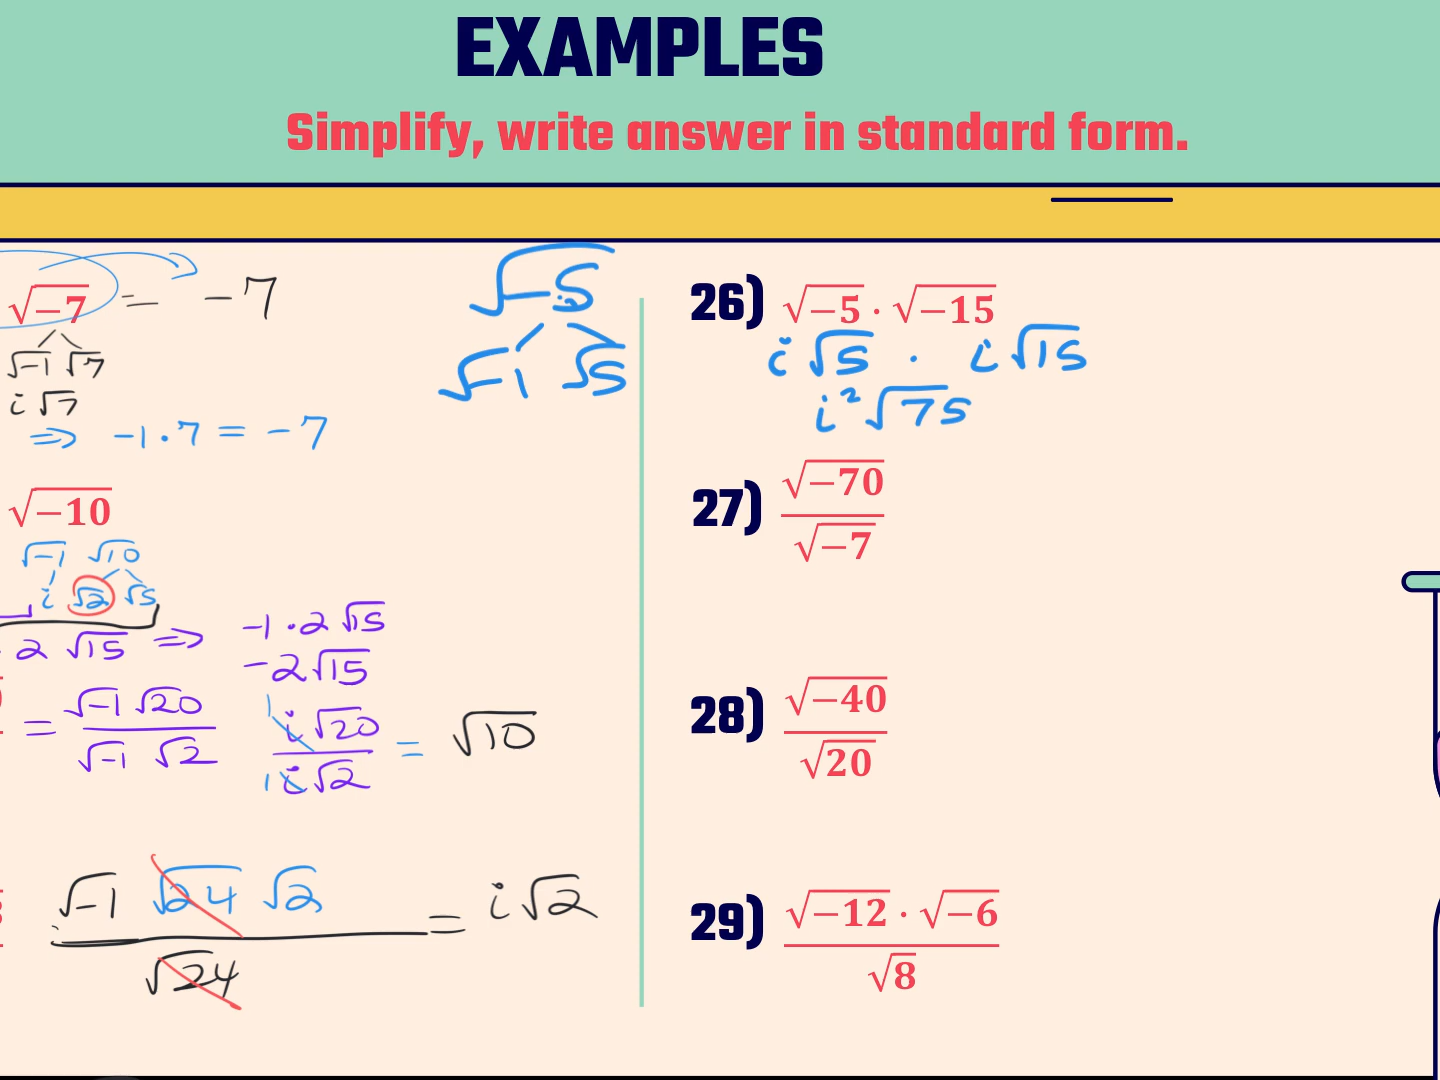 EXAMPLES
Simplify, write answer in standard form.
√-7 = -7
√-1 √7
i √7
⇒ -1·7 = -7
√-5
√-1 √5
√-10
√-1 √10
i √2 √5
2 √15 ⇒ -1·2√15
-2√15
= √-1 √20 / √-1 √2
i√20 / i√2 = √10
1
1
√-1 √24 √2 / √24 = i√2
26) √-5 · √-15
i √5 · i √15
i² √75
27) √-70 / √-7
28) √-40 / √20
29) √-12 · √-6 / √8